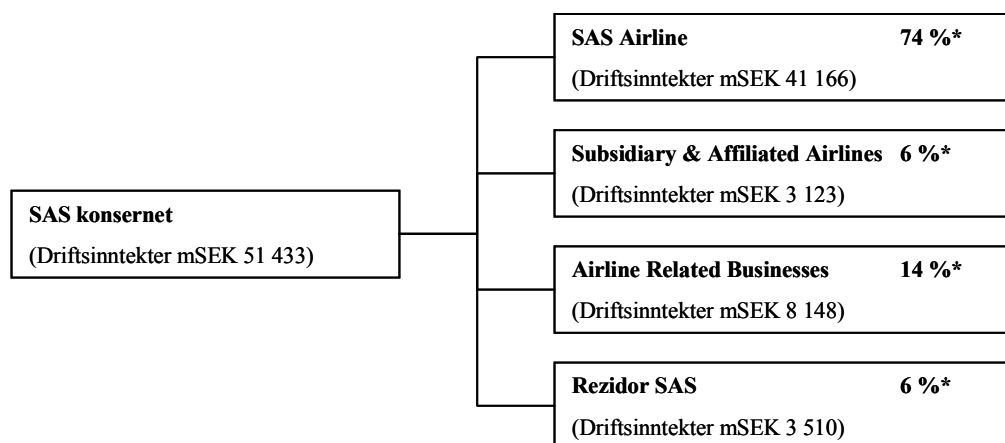 SAS konsernet
(Driftsinntekter mSEK 51 433)
SAS Airline 74 %*
(Driftsinntekter mSEK 41 166)
Subsidiary & Affiliated Airlines 6 %*
(Driftsinntekter mSEK 3 123)
Airline Related Businesses 14 %*
(Driftsinntekter mSEK 8 148)
Rezidor SAS 6 %*
(Driftsinntekter mSEK 3 510)